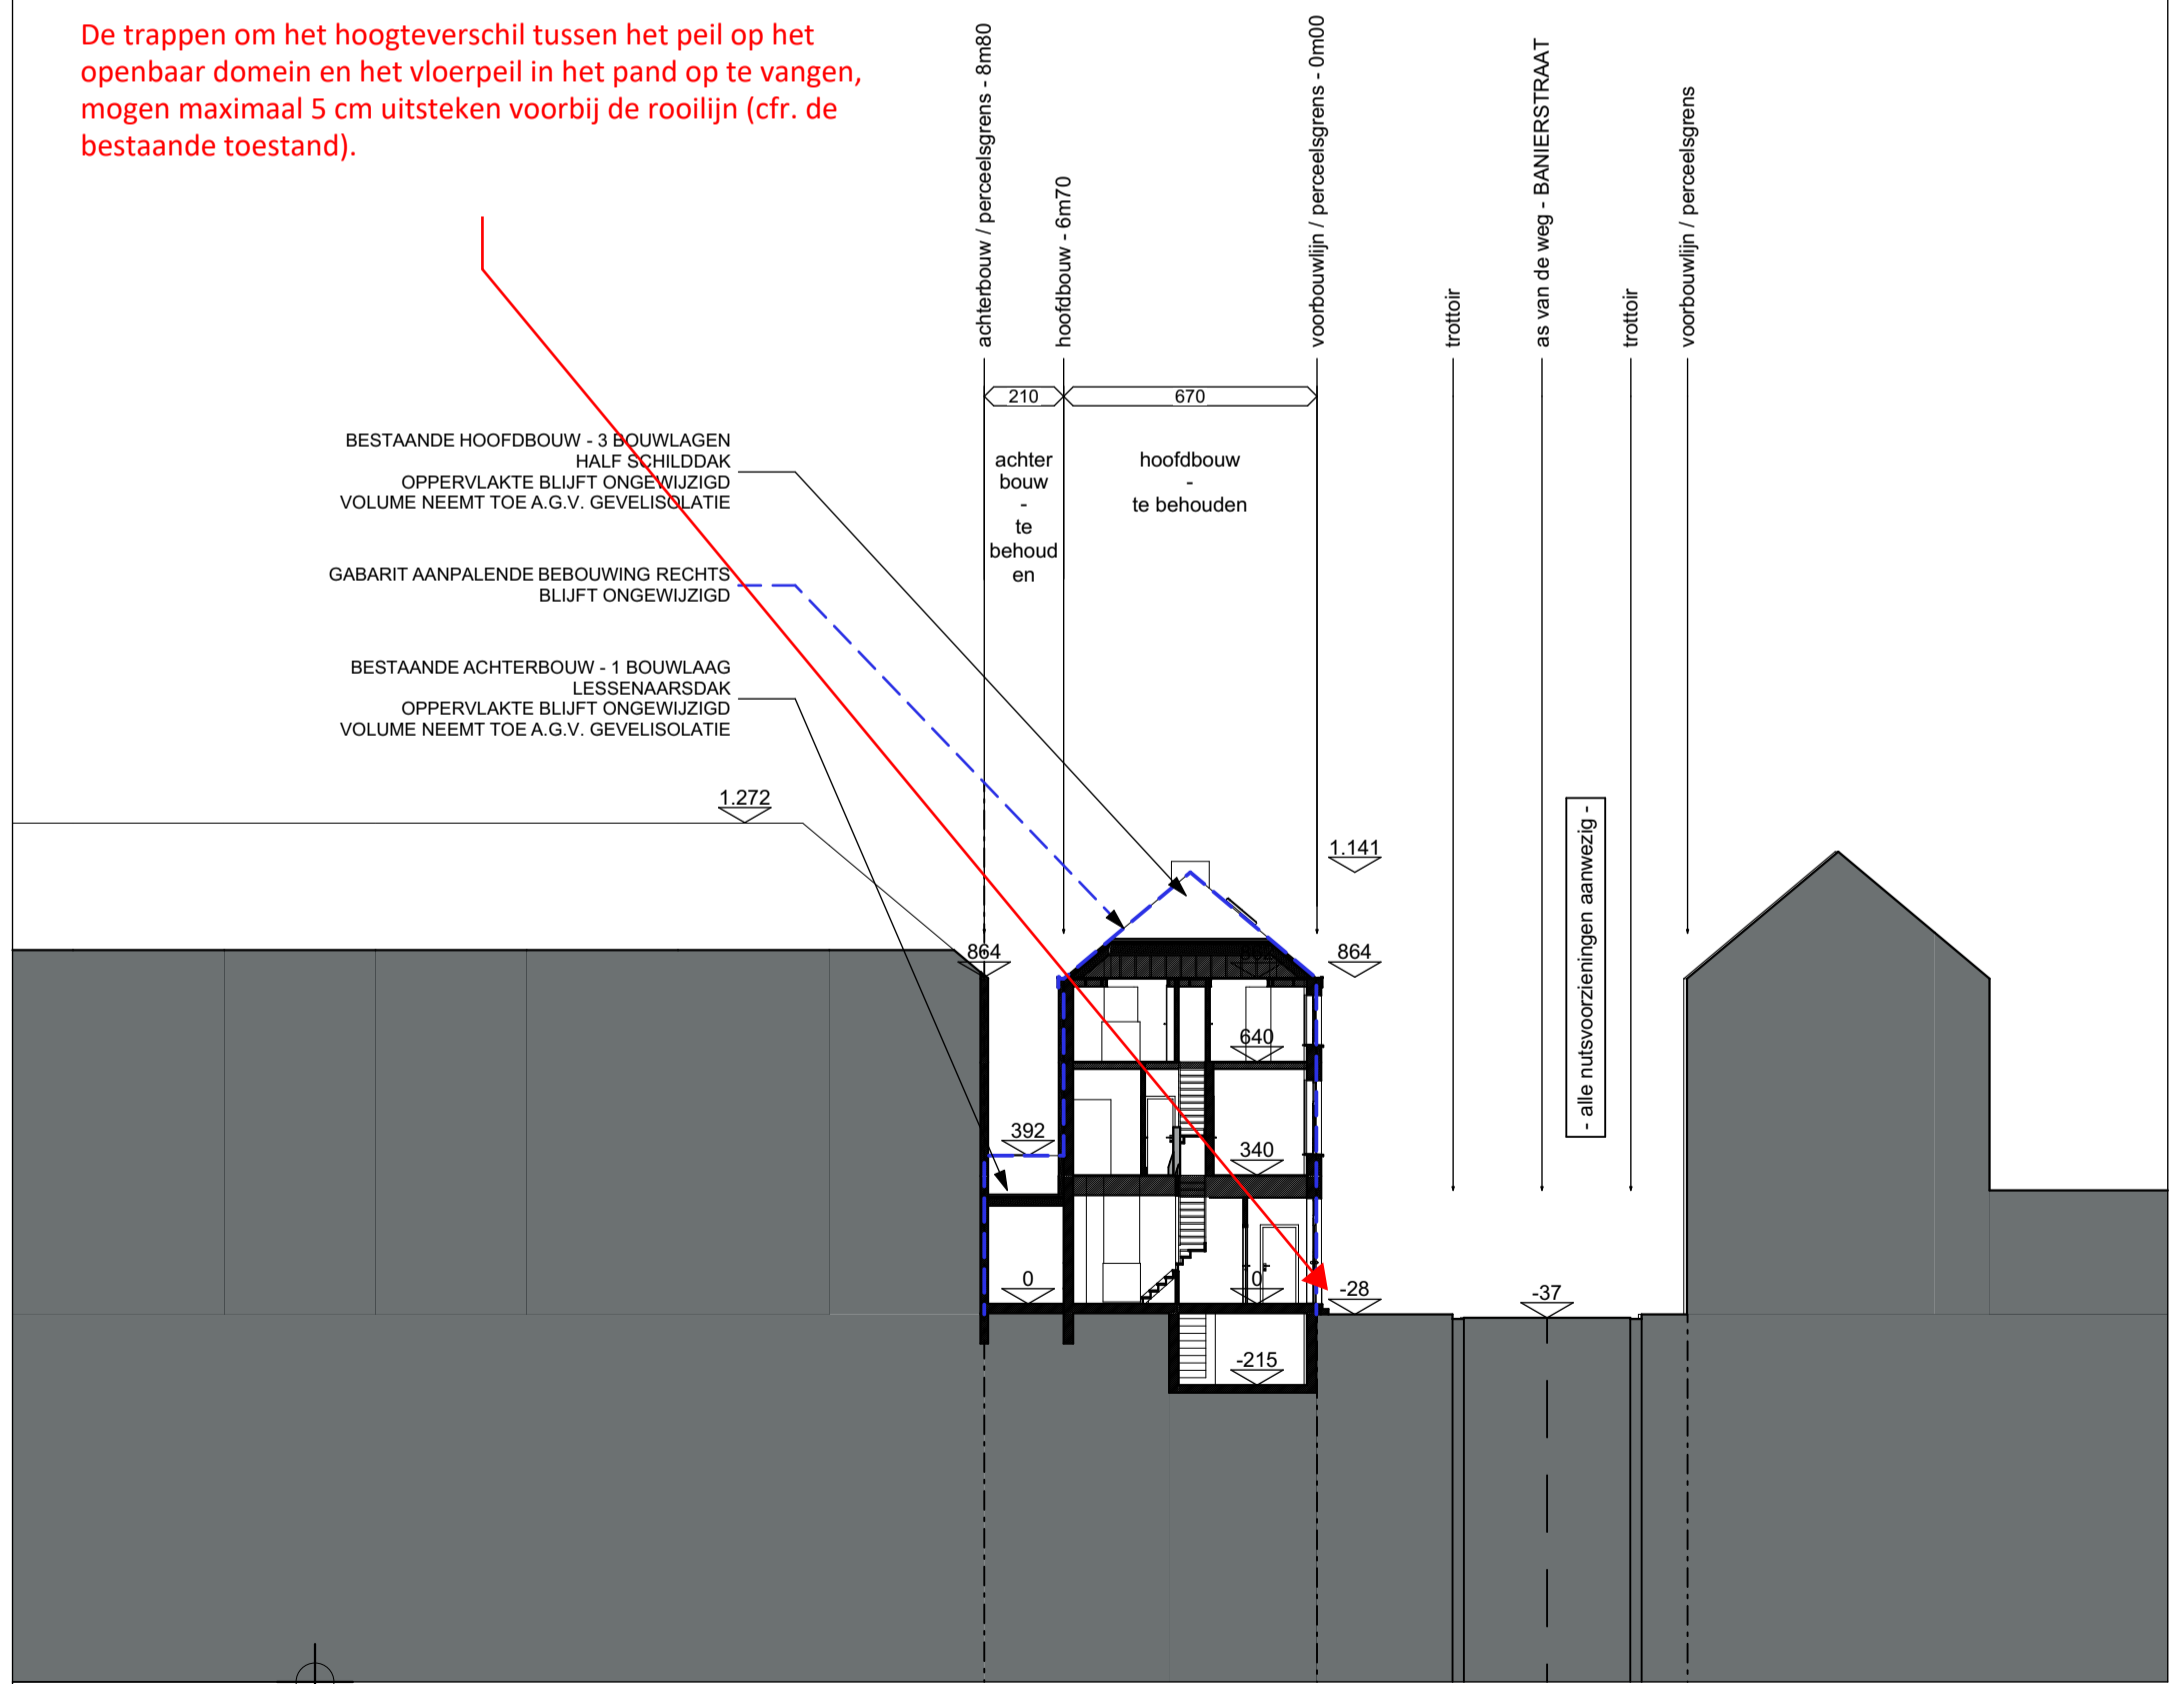 De trappen om het hoogteverschil tussen het peil op het
openbaar domein en het vloerpeil in het pand op te vangen,
mogen maximaal 5 cm uitsteken voorbij de rooilijn (cfr. de
bestaande toestand).
achterbouw / perceelsgrens - 8m80
hoofdbouw - 6m70
voorbouwlijn / perceelsgrens - 0m00
trottoir
as van de weg - BANIERSTRAAT
trottoir
voorbouwlijn / perceelsgrens
210
670
achter
bouw
-
te
behoud
en
hoofdbouw
-
te behouden
BESTAANDE HOOFDBOUW - 3 BOUWLAGEN
HALF SCHILDDAK
OPPERVLAKTE BLIJFT ONGEWIJZIGD
VOLUME NEEMT TOE A.G.V. GEVELISOLATIE
GABARIT AANPALENDE BEBOUWING RECHTS
BLIJFT ONGEWIJZIGD
BESTAANDE ACHTERBOUW - 1 BOUWLAAG
LESSENAARSDAK
OPPERVLAKTE BLIJFT ONGEWIJZIGD
VOLUME NEEMT TOE A.G.V. GEVELISOLATIE
1.272
1.141
864
864
- alle nutsvoorzieningen aanwezig -
640
392
340
0
0
-28
-37
-215